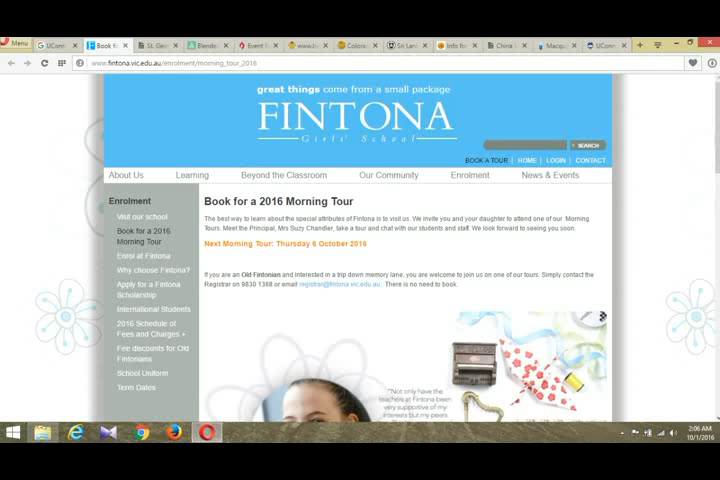 Menu
UConn
Book fo
St. Geor
Blende
Event M
www.bu
Colorad
Sri Lan
Info for
China
Macqu
UConn
www.fintona.vic.edu.au/enrolment/morning_tour_2016
great things come from a small package
FINTONA
Girls' School
SEARCH
BOOK A TOUR | HOME | LOGIN | CONTACT
About Us Learning Beyond the Classroom Our Community Enrolment News & Events
Enrolment
Visit our school
Book for a 2016
Morning Tour
Enrol at Fintona
Why choose Fintona?
Apply for a Fintona
Scholarship
International Students
2016 Schedule of
Fees and Charges +
Fee discounts for Old
Fintonians
School Uniform
Term Dates
Book for a 2016 Morning Tour
The best way to learn about the special attributes of Fintona is to visit us. We invite you and your daughter to attend one of our Morning
Tours. Meet the Principal, Mrs Suzy Chandler, take a tour and chat with our students and staff. We look forward to seeing you soon.
Next Morning Tour: Thursday 6 October 2016
If you are an Old Fintonian and interested in a trip down memory lane, you are welcome to join us on one of our tours. Simply contact the
Registrar on 9830 1388 or email registrar@fintona.vic.edu.au. There is no need to book.
"Not only have the
teachers at Fintona been
very supportive of my
interests but my peers
2:06 AM
10/1/2016